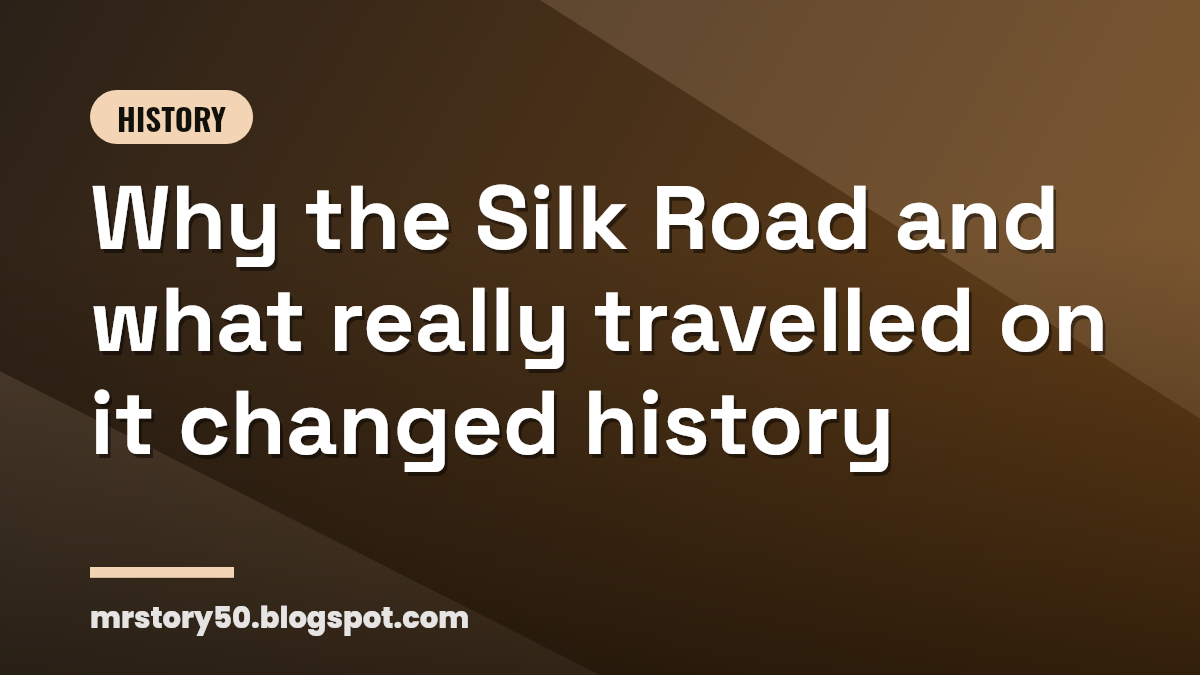 HISTORY
Why the Silk Road and
what really travelled on
it changed history
mrstory50.blogspot.com